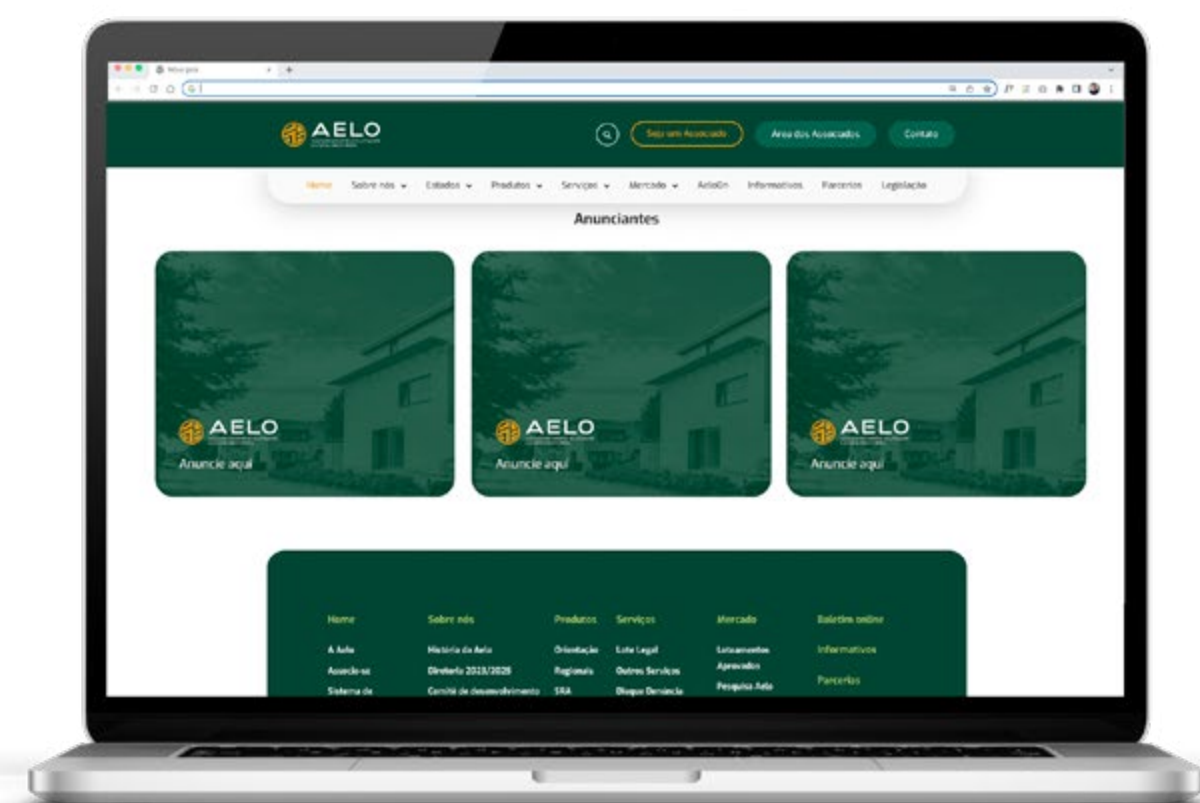 AELO
Seja um Associado
Área dos Associados
Contato
Home
Sobre nós
Estados
Produtos
Serviços
Mercado
AeloOn
Informativos
Parcerias
Legislação
Anunciantes
AELO
Anuncie aqui
AELO
Anuncie aqui
AELO
Anuncie aqui
Home
A Aelo
Associe-se
Sistema de
Sobre nós
História da Aelo
Diretoria 2023/2025
Comitê de desenvolvimento
Produtos
Orientação
Regionais
SRA
Serviços
Lote Legal
Outros Serviços
Disque Denúncia
Mercado
Loteamentos
Aprovados
Pesquisa Aelo
Boletim online
Informativos
Parcerias